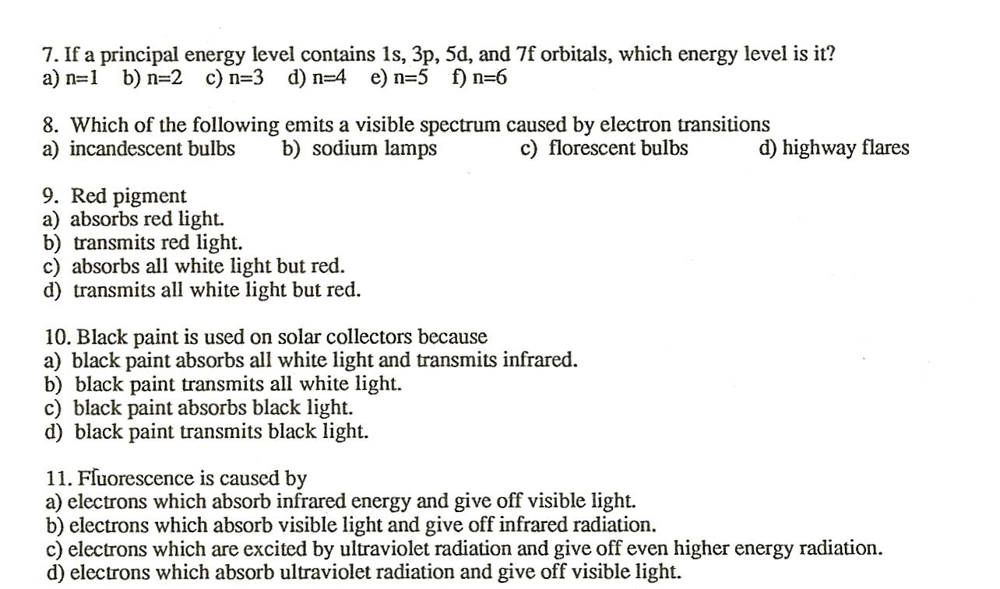 7. If a principal energy level contains 1s, 3p, 5d, and 7f orbitals, which energy level is it?
a) n=1 b) n=2 c) n=3 d) n=4 e) n=5 f) n=6
8. Which of the following emits a visible spectrum caused by electron transitions
a) incandescent bulbs b) sodium lamps c) florescent bulbs d) highway flares
9. Red pigment
a) absorbs red light.
b) transmits red light.
c) absorbs all white light but red.
d) transmits all white light but red.
10. Black paint is used on solar collectors because
a) black paint absorbs all white light and transmits infrared.
b) black paint transmits all white light.
c) black paint absorbs black light.
d) black paint transmits black light.
11. Fluorescence is caused by
a) electrons which absorb infrared energy and give off visible light.
b) electrons which absorb visible light and give off infrared radiation.
c) electrons which are excited by ultraviolet radiation and give off even higher energy radiation.
d) electrons which absorb ultraviolet radiation and give off visible light.